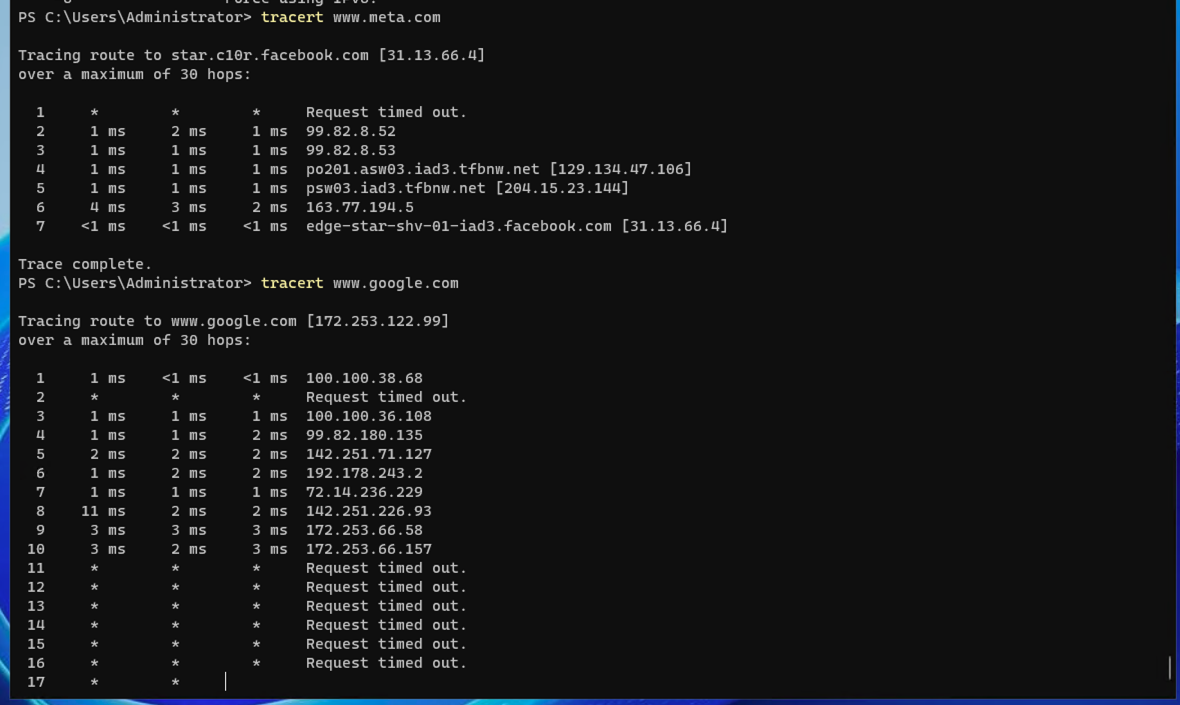 PS C:\Users\Administrator> tracert www.meta.com
Tracing route to star.c10r.facebook.com [31.13.66.4]
over a maximum of 30 hops:
1 * * * Request timed out.
2 1 ms 2 ms 1 ms 99.82.8.52
3 1 ms 1 ms 1 ms 99.82.8.53
4 1 ms 1 ms 1 ms po201.asw03.iad3.tfbnw.net [129.134.47.106]
5 1 ms 1 ms 1 ms psw03.iad3.tfbnw.net [204.15.23.144]
6 4 ms 3 ms 2 ms 163.77.194.5
7 <1 ms <1 ms <1 ms edge-star-shv-01-iad3.facebook.com [31.13.66.4]
Trace complete.
PS C:\Users\Administrator> tracert www.google.com
Tracing route to www.google.com [172.253.122.99]
over a maximum of 30 hops:
1 1 ms <1 ms <1 ms 100.100.38.68
2 * * * Request timed out.
3 1 ms 1 ms 1 ms 100.100.36.108
4 1 ms 1 ms 2 ms 99.82.180.135
5 2 ms 2 ms 2 ms 142.251.71.127
6 1 ms 2 ms 2 ms 192.178.243.2
7 1 ms 1 ms 1 ms 72.14.236.229
8 11 ms 2 ms 2 ms 142.251.226.93
9 3 ms 3 ms 3 ms 172.253.66.58
10 3 ms 2 ms 3 ms 172.253.66.157
11 * * * Request timed out.
12 * * * Request timed out.
13 * * * Request timed out.
14 * * * Request timed out.
15 * * * Request timed out.
16 * * * Request timed out.
17 * *